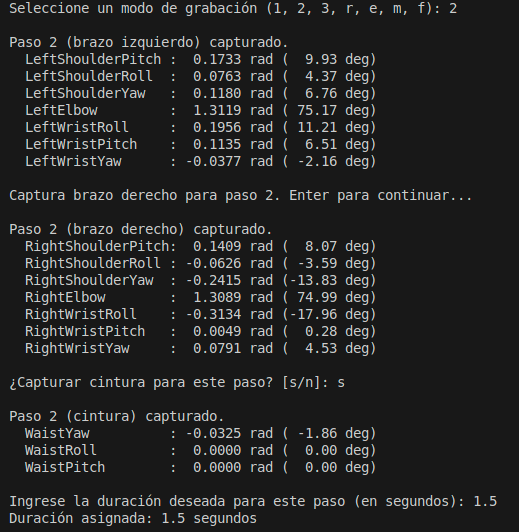 Seleccione un modo de grabación (1, 2, 3, r, e, m, f): 2
Paso 2 (brazo izquierdo) capturado.
LeftShoulderPitch :  0.1733 rad (  9.93 deg)
LeftShoulderRoll  :  0.0763 rad (  4.37 deg)
LeftShoulderYaw   :  0.1180 rad (  6.76 deg)
LeftElbow         :  1.3119 rad ( 75.17 deg)
LeftWristRoll     :  0.1956 rad ( 11.21 deg)
LeftWristPitch    :  0.1135 rad (  6.51 deg)
LeftWristYaw      : -0.0377 rad ( -2.16 deg)
Captura brazo derecho para paso 2. Enter para continuar...
Paso 2 (brazo derecho) capturado.
RightShoulderPitch:  0.1409 rad (  8.07 deg)
RightShoulderRoll : -0.0626 rad ( -3.59 deg)
RightShoulderYaw  : -0.2415 rad (-13.83 deg)
RightElbow        :  1.3089 rad ( 74.99 deg)
RightWristRoll    : -0.3134 rad (-17.96 deg)
RightWristPitch   :  0.0049 rad (  0.28 deg)
RightWristYaw     :  0.0791 rad (  4.53 deg)
¿Capturar cintura para este paso? [s/n]: s
Paso 2 (cintura) capturado.
WaistYaw          : -0.0325 rad ( -1.86 deg)
WaistRoll         :  0.0000 rad (  0.00 deg)
WaistPitch        :  0.0000 rad (  0.00 deg)
Ingrese la duración deseada para este paso (en segundos): 1.5
Duración asignada: 1.5 segundos